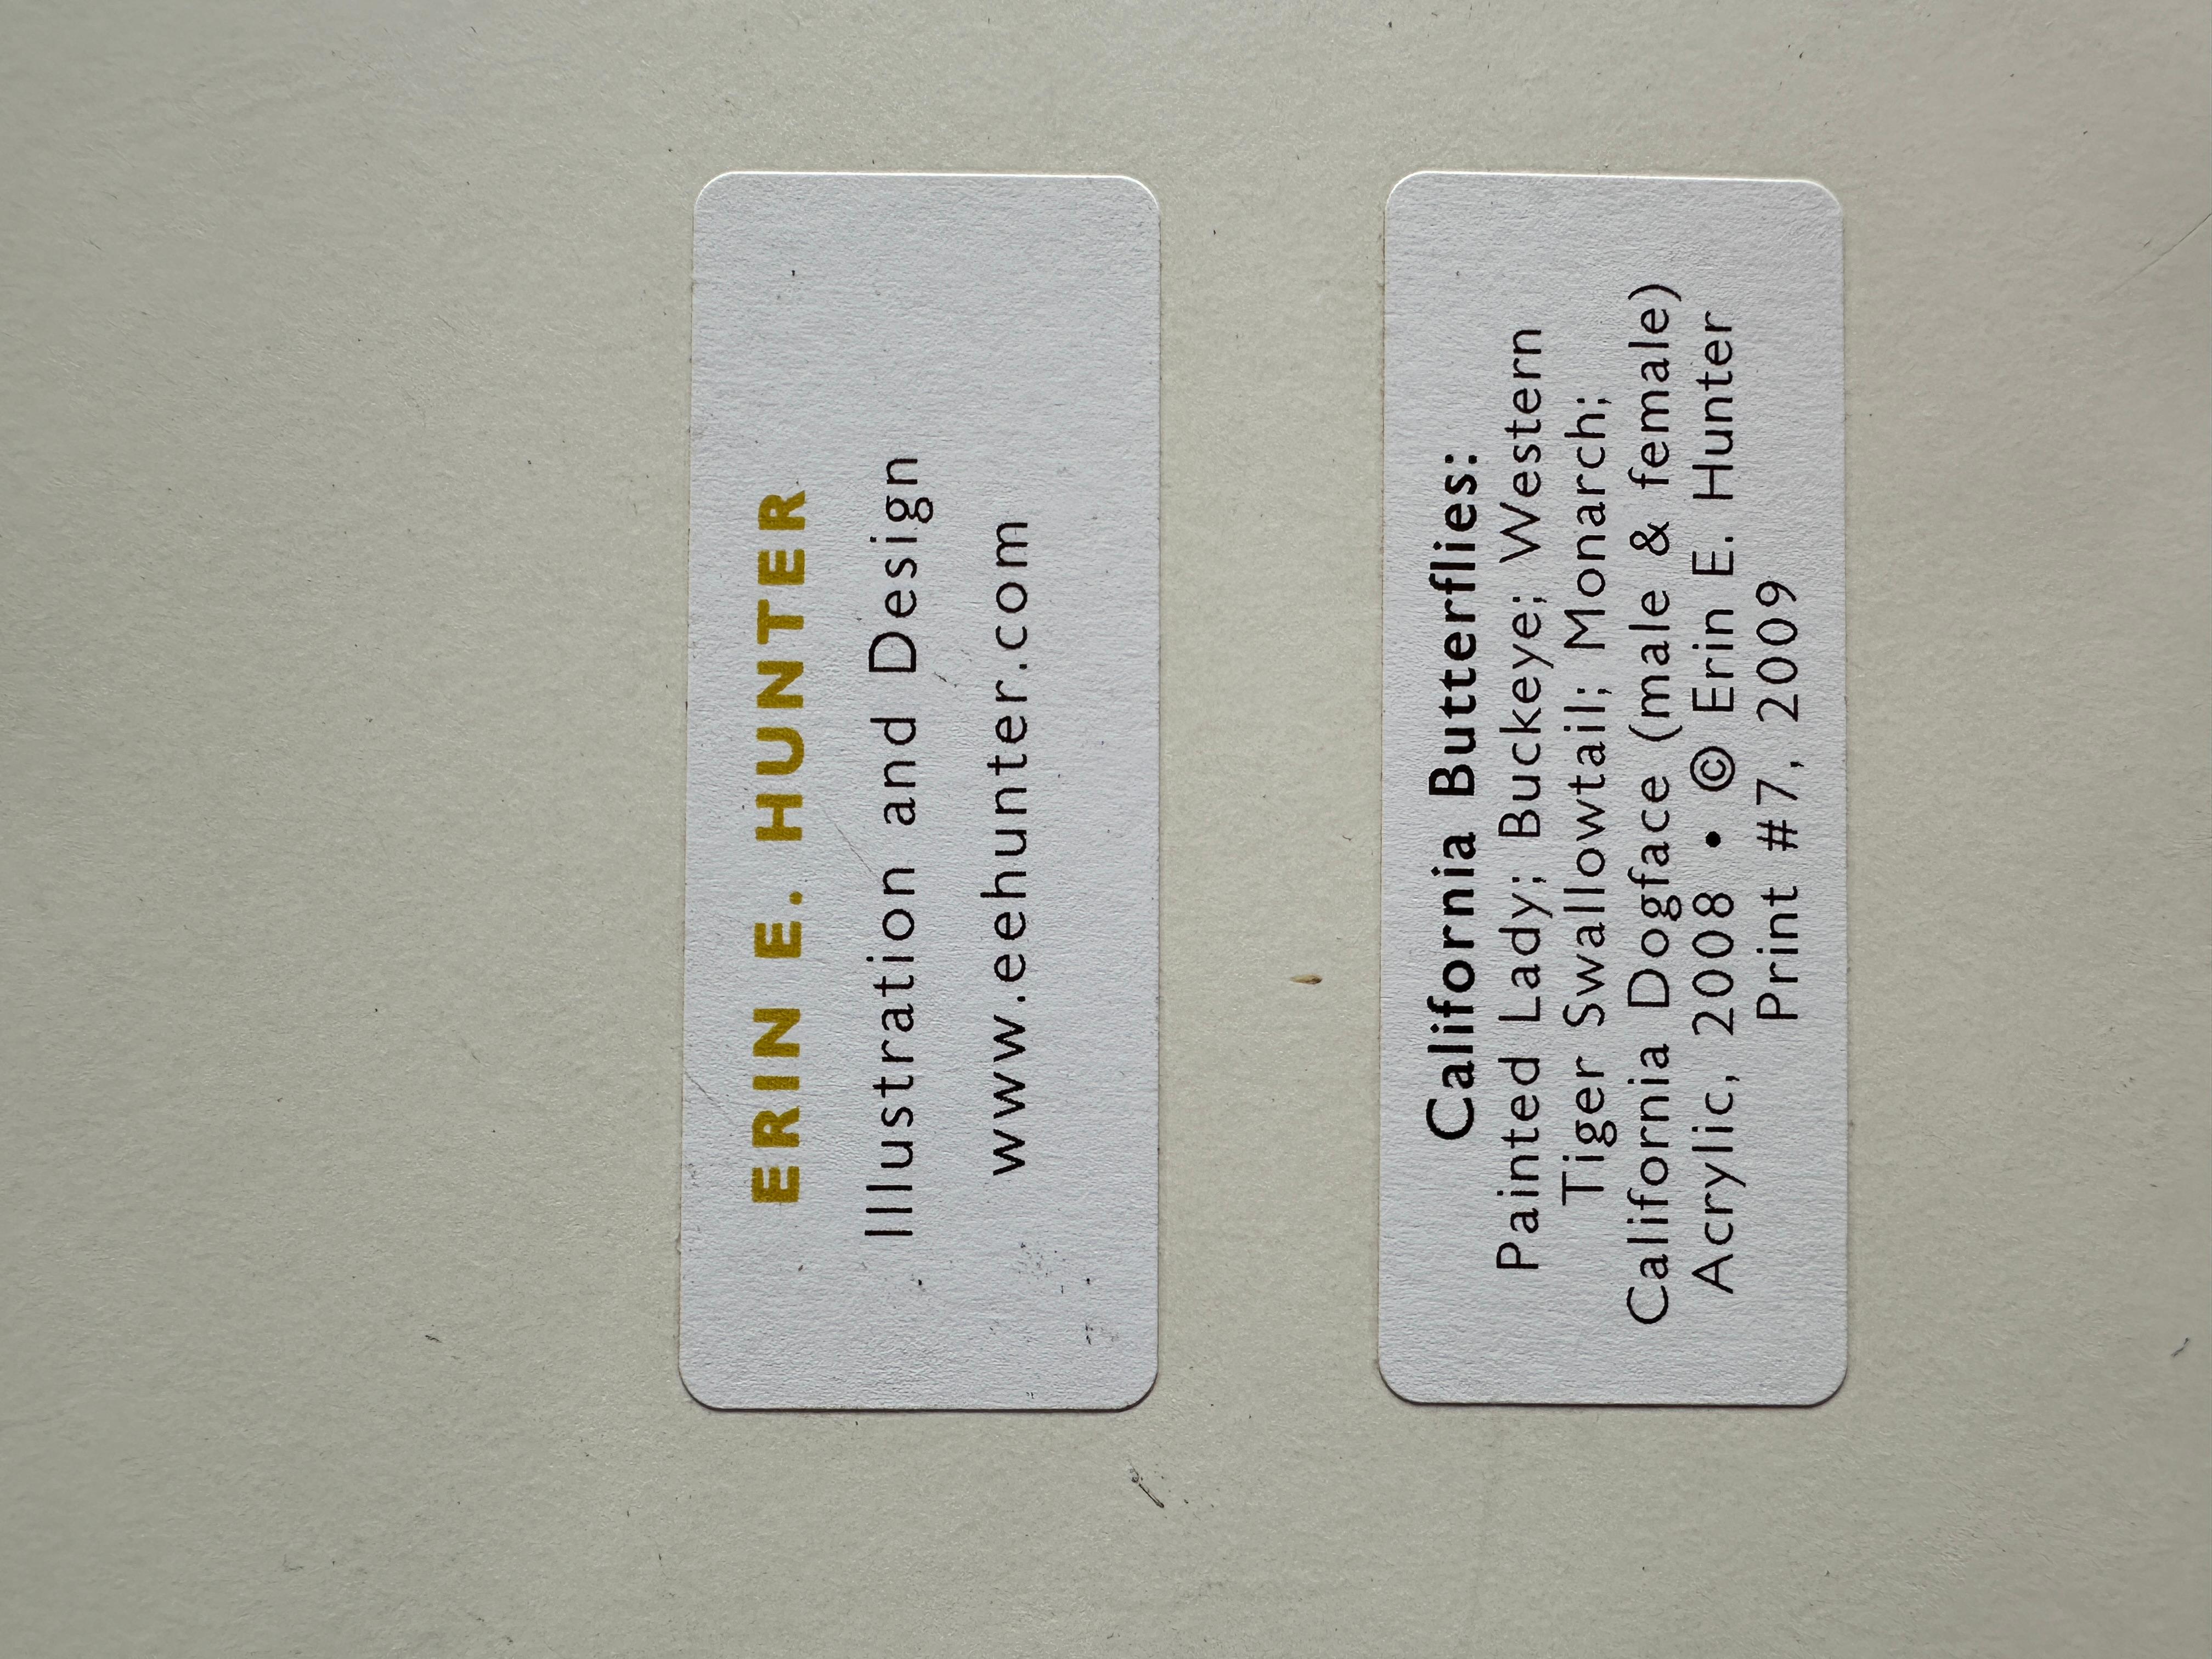 ERIN E. HUNTER
Illustration and Design
www.eehunter.com
California Butterflies:
Painted Lady; Buckeye; Western
Tiger Swallowtail; Monarch;
California Dogface (male & female)
Acrylic, 2008 • © Erin E. Hunter
Print #7, 2009